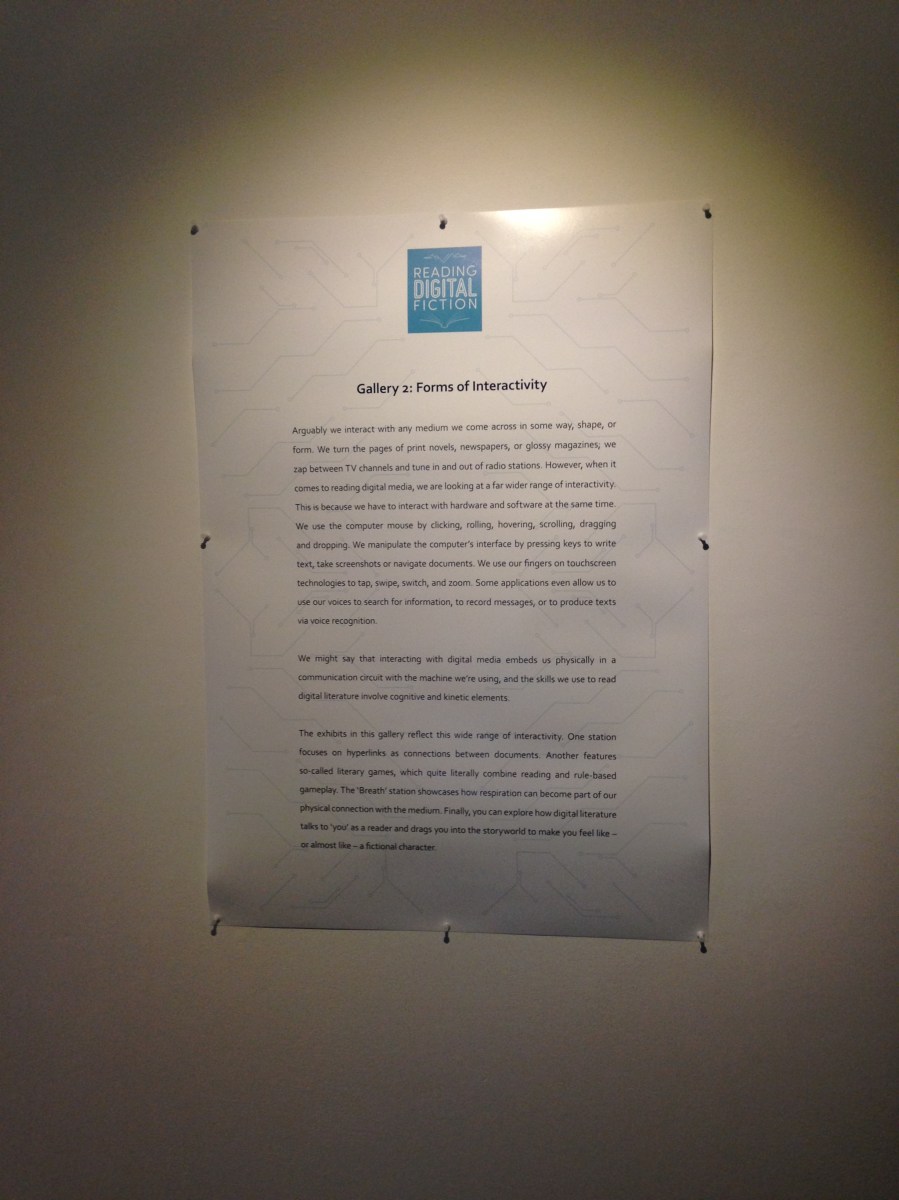 READING
DIGITAL
FICTION
Gallery 2: Forms of Interactivity
Arguably we interact with any medium we come across in some way, shape, or
form. We turn the pages of print novels, newspapers, or glossy magazines; we
zap between TV channels and tune in and out of radio stations. However, when it
comes to reading digital media, we are looking at a far wider range of interactivity.
This is because we have to interact with hardware and software at the same time.
We use the computer mouse by clicking, rolling, hovering, scrolling, dragging
and dropping. We manipulate the computer's interface by pressing keys to write
text, take screenshots or navigate documents. We use our fingers on touchscreen
technologies to tap, swipe, switch, and zoom. Some applications even allow us to
use our voices to search for information, to record messages, or to produce texts
via voice recognition.
We might say that interacting with digital media embeds us physically in a
communication circuit with the machine we're using, and the skills we use to read
digital literature involve cognitive and kinetic elements.
The exhibits in this gallery reflect this wide range of interactivity. One station
focuses on hyperlinks as connections between documents. Another features
so-called literary games, which quite literally combine reading and rule-based
gameplay. The 'Breath' station showcases how respiration can become part of our
physical connection with the medium. Finally, you can explore how digital literature
talks to 'you' as a reader and drags you into the storyworld to make you feel like –
or almost like – a fictional character.